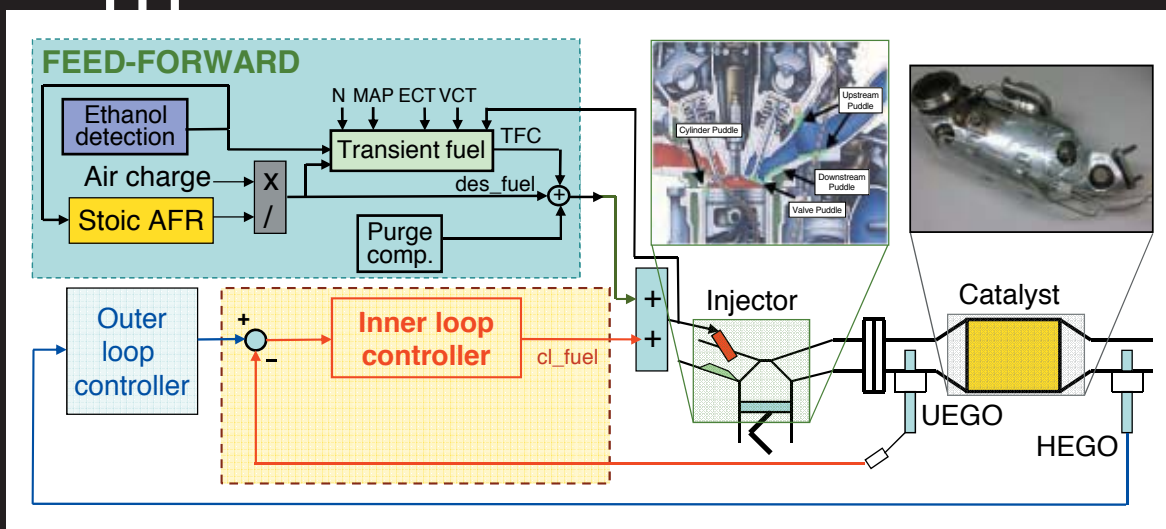 FEED-FORWARD
Ethanol
detection
N MAP ECT VCT
Transient fuel
TFC
Air charge
X
/
des_fuel
+
Stoic AFR
Purge
comp.
Upstream
Puddle
Cylinder Puddle
Downstream
Puddle
Valve Puddle
Outer
loop
controller
+
−
Inner loop
controller
cl_fuel
+
+
Injector
Catalyst
UEGO
HEGO